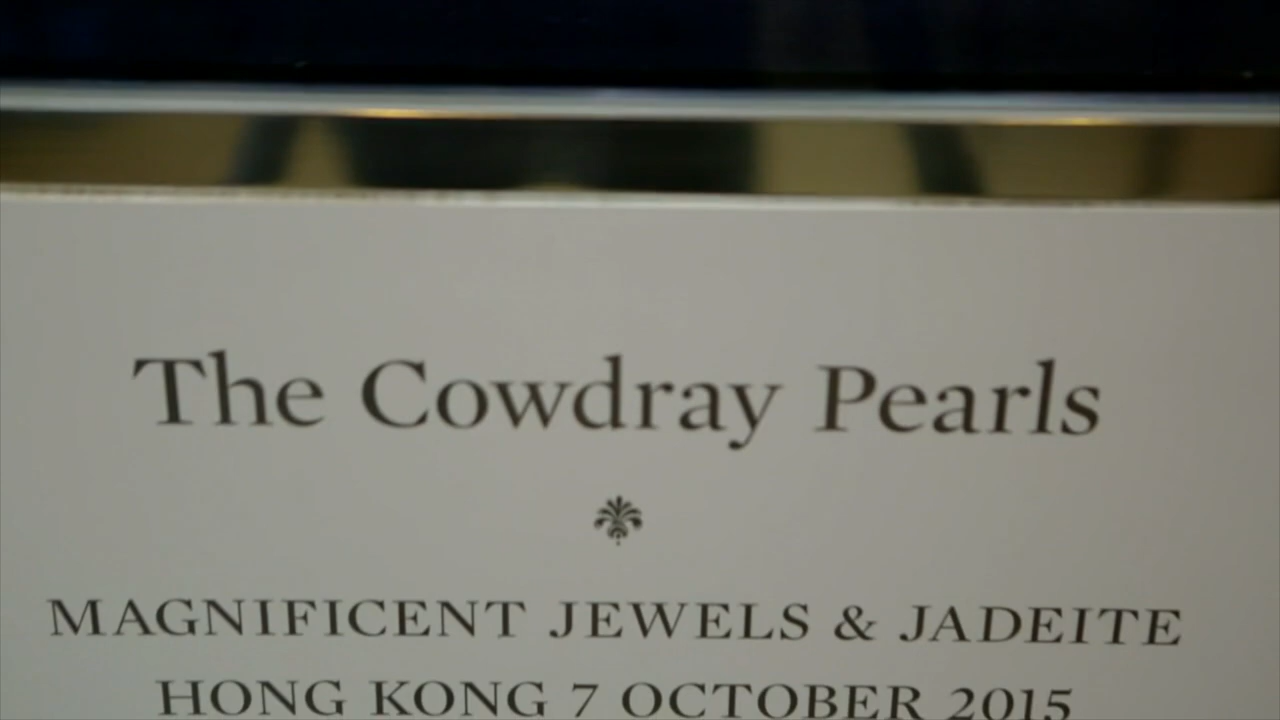 The Cowdray Pearls
MAGNIFICENT JEWELS & JADEITE
HONG KONG 7 OCTOBER 2015